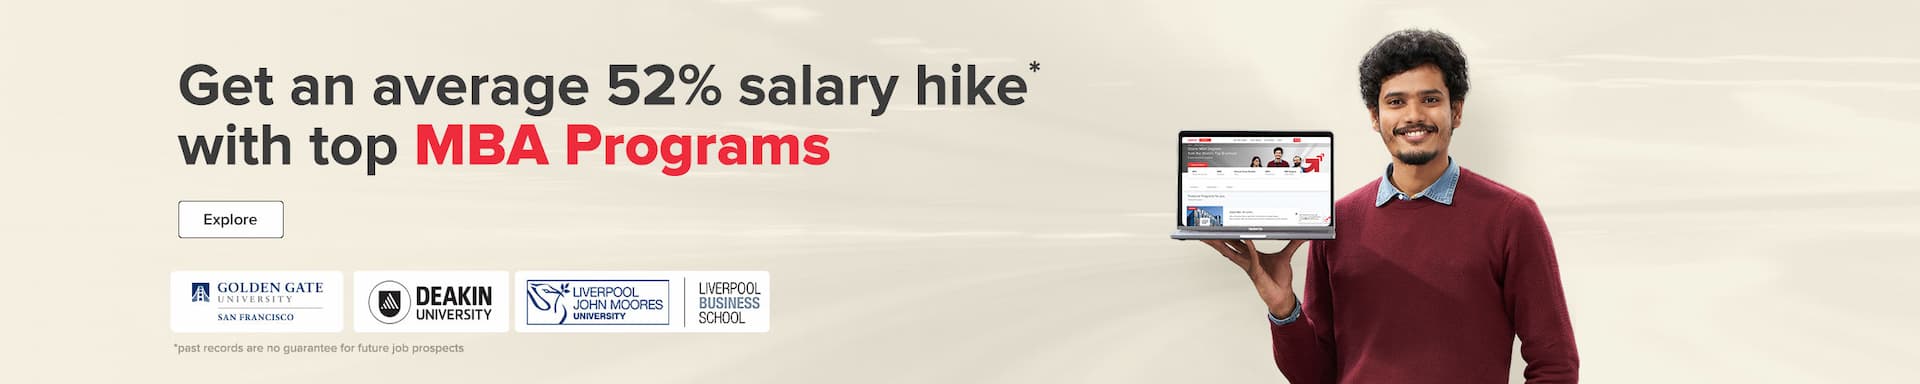 Get an average 52% salary hike*
with top MBA Programs
Explore
GOLDEN GATE
UNIVERSITY
SAN FRANCISCO
DEAKIN
UNIVERSITY
LIVERPOOL
JOHN MOORES
UNIVERSITY
LIVERPOOL
BUSINESS
SCHOOL
*past records are no guarantee for future job prospects